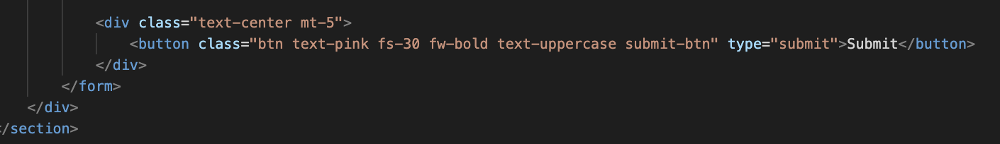 <div class="text-center mt-5">
<button class="btn text-pink fs-30 fw-bold text-uppercase submit-btn" type="submit">Submit</button>
</div>
</form>
</div>
</section>